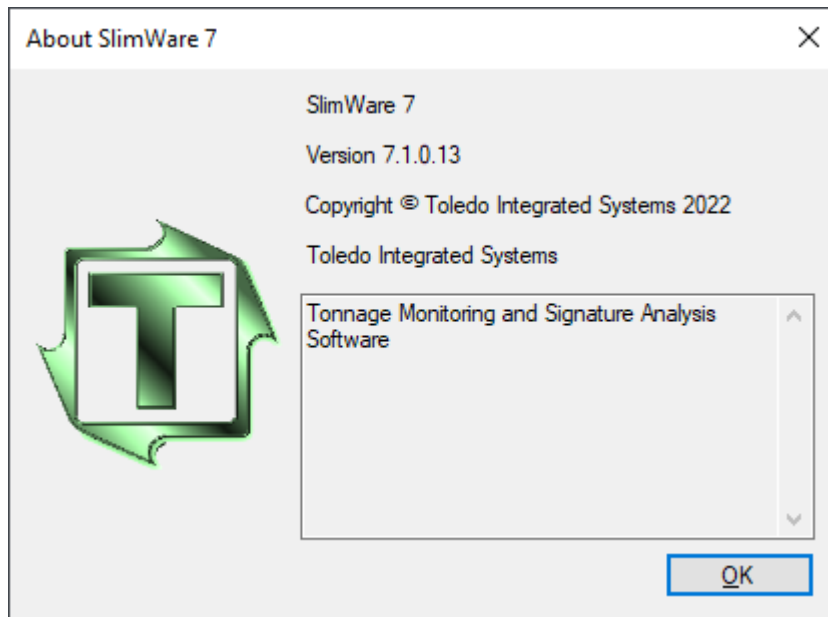 About SlimWare 7
SlimWare 7
Version 7.1.0.13
Copyright © Toledo Integrated Systems 2022
Toledo Integrated Systems
Tonnage Monitoring and Signature Analysis
Software
T
OK